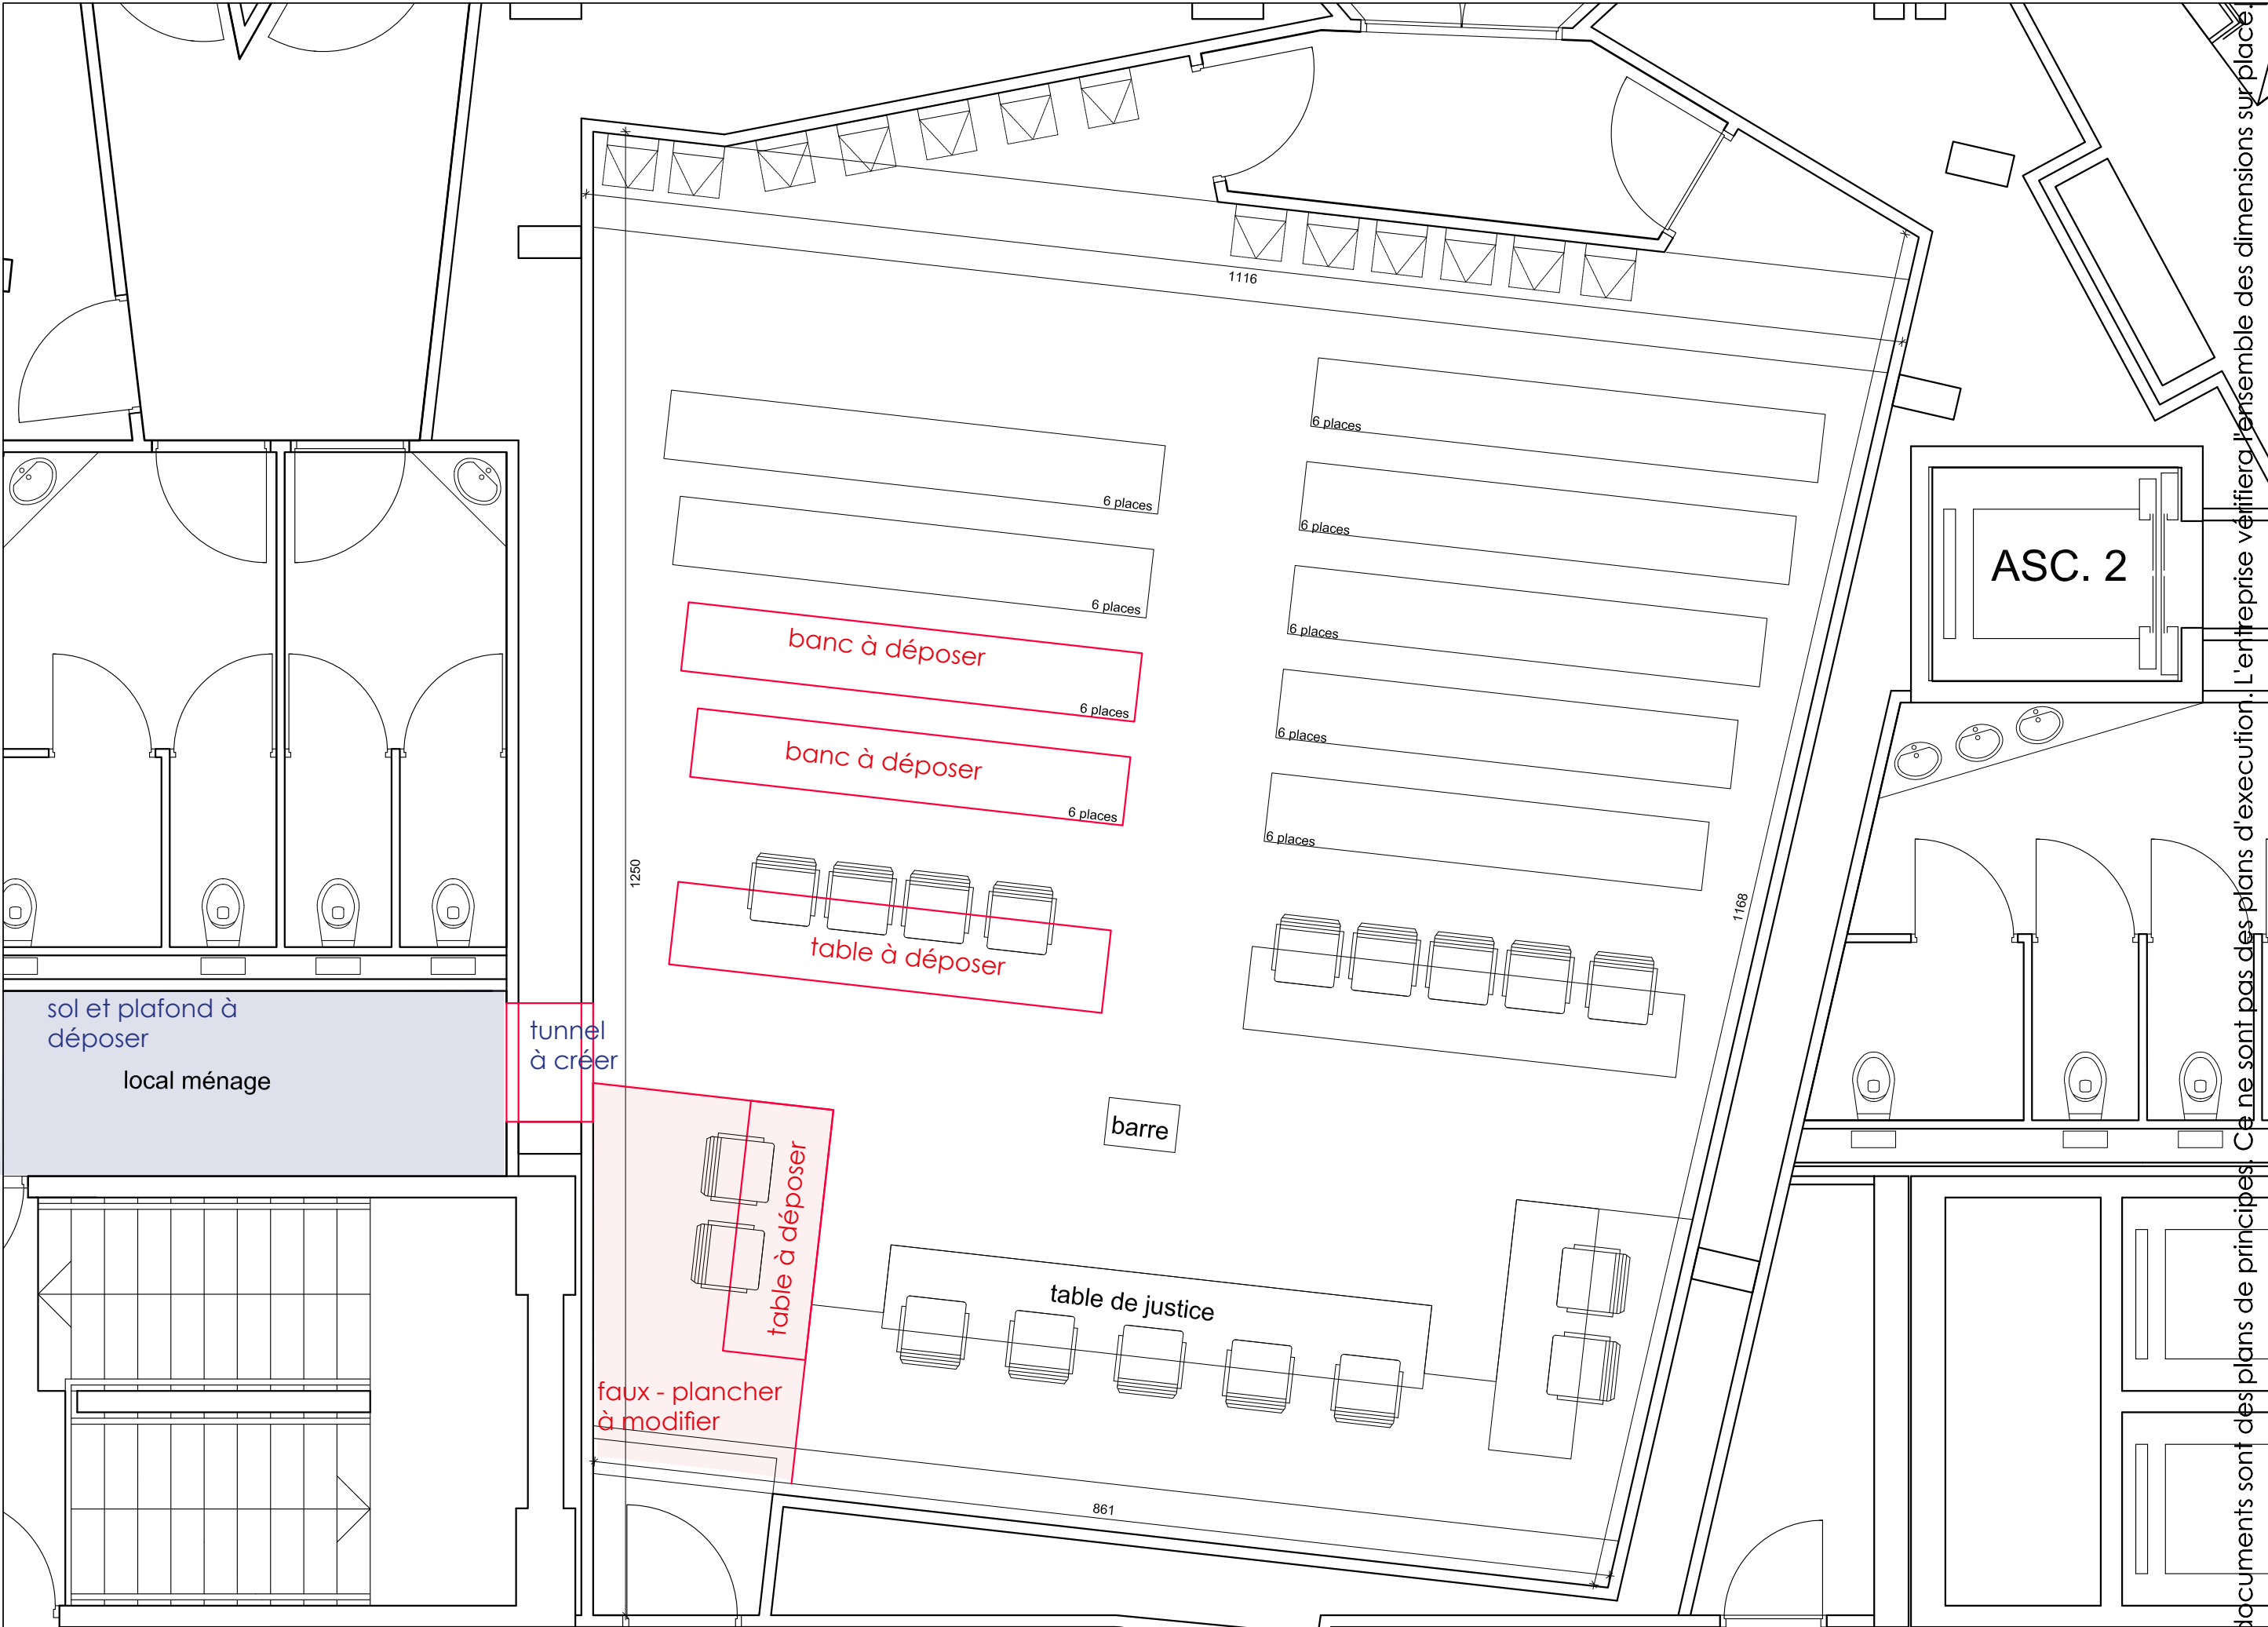 1116
6 places
6 places
6 places
6 places
ASC. 2
6 places
banc à déposer
6 places
6 places
banc à déposer
6 places
6 places
1250
1168
table à déposer
sol et plafond à
déposer
local ménage
tunnel
à créer
barre
table à déposer
table de justice
faux - plancher
à modifier
861
documents sont des plans de principes. Ce ne sont pas des plans d'execution. L'entreprise vérifiera l'ensemble des dimensions sur place.